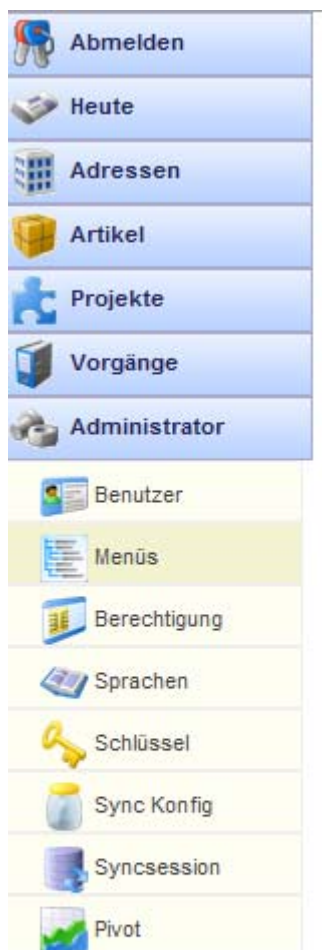 Abmelden
Heute
Adressen
Artikel
Projekte
Vorgänge
Administrator
Benutzer
Menüs
Berechtigung
Sprachen
Schlüssel
Sync Konfig
Syncsession
Pivot